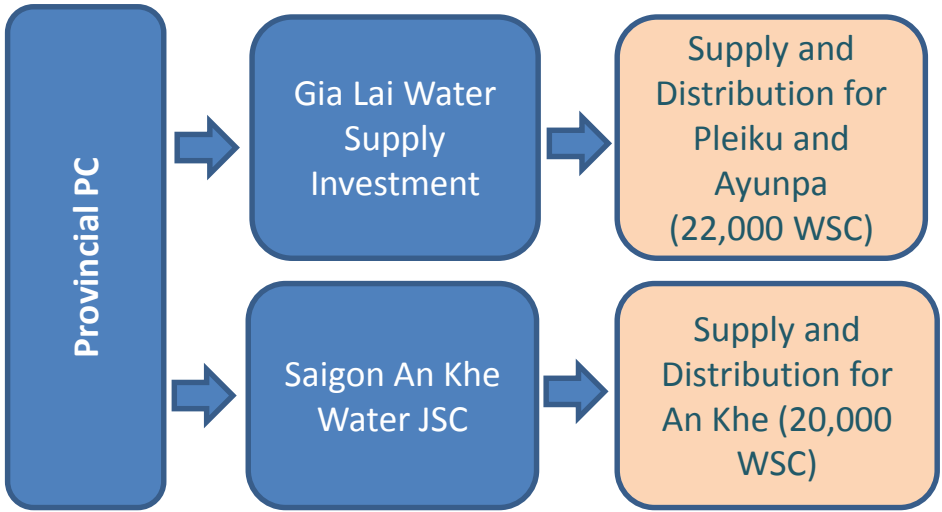 Provincial PC
Gia Lai Water
Supply
Investment
Supply and
Distribution for
Pleiku and
Ayunpa
(22,000 WSC)
Saigon An Khe
Water JSC
Supply and
Distribution for
An Khe (20,000
WSC)